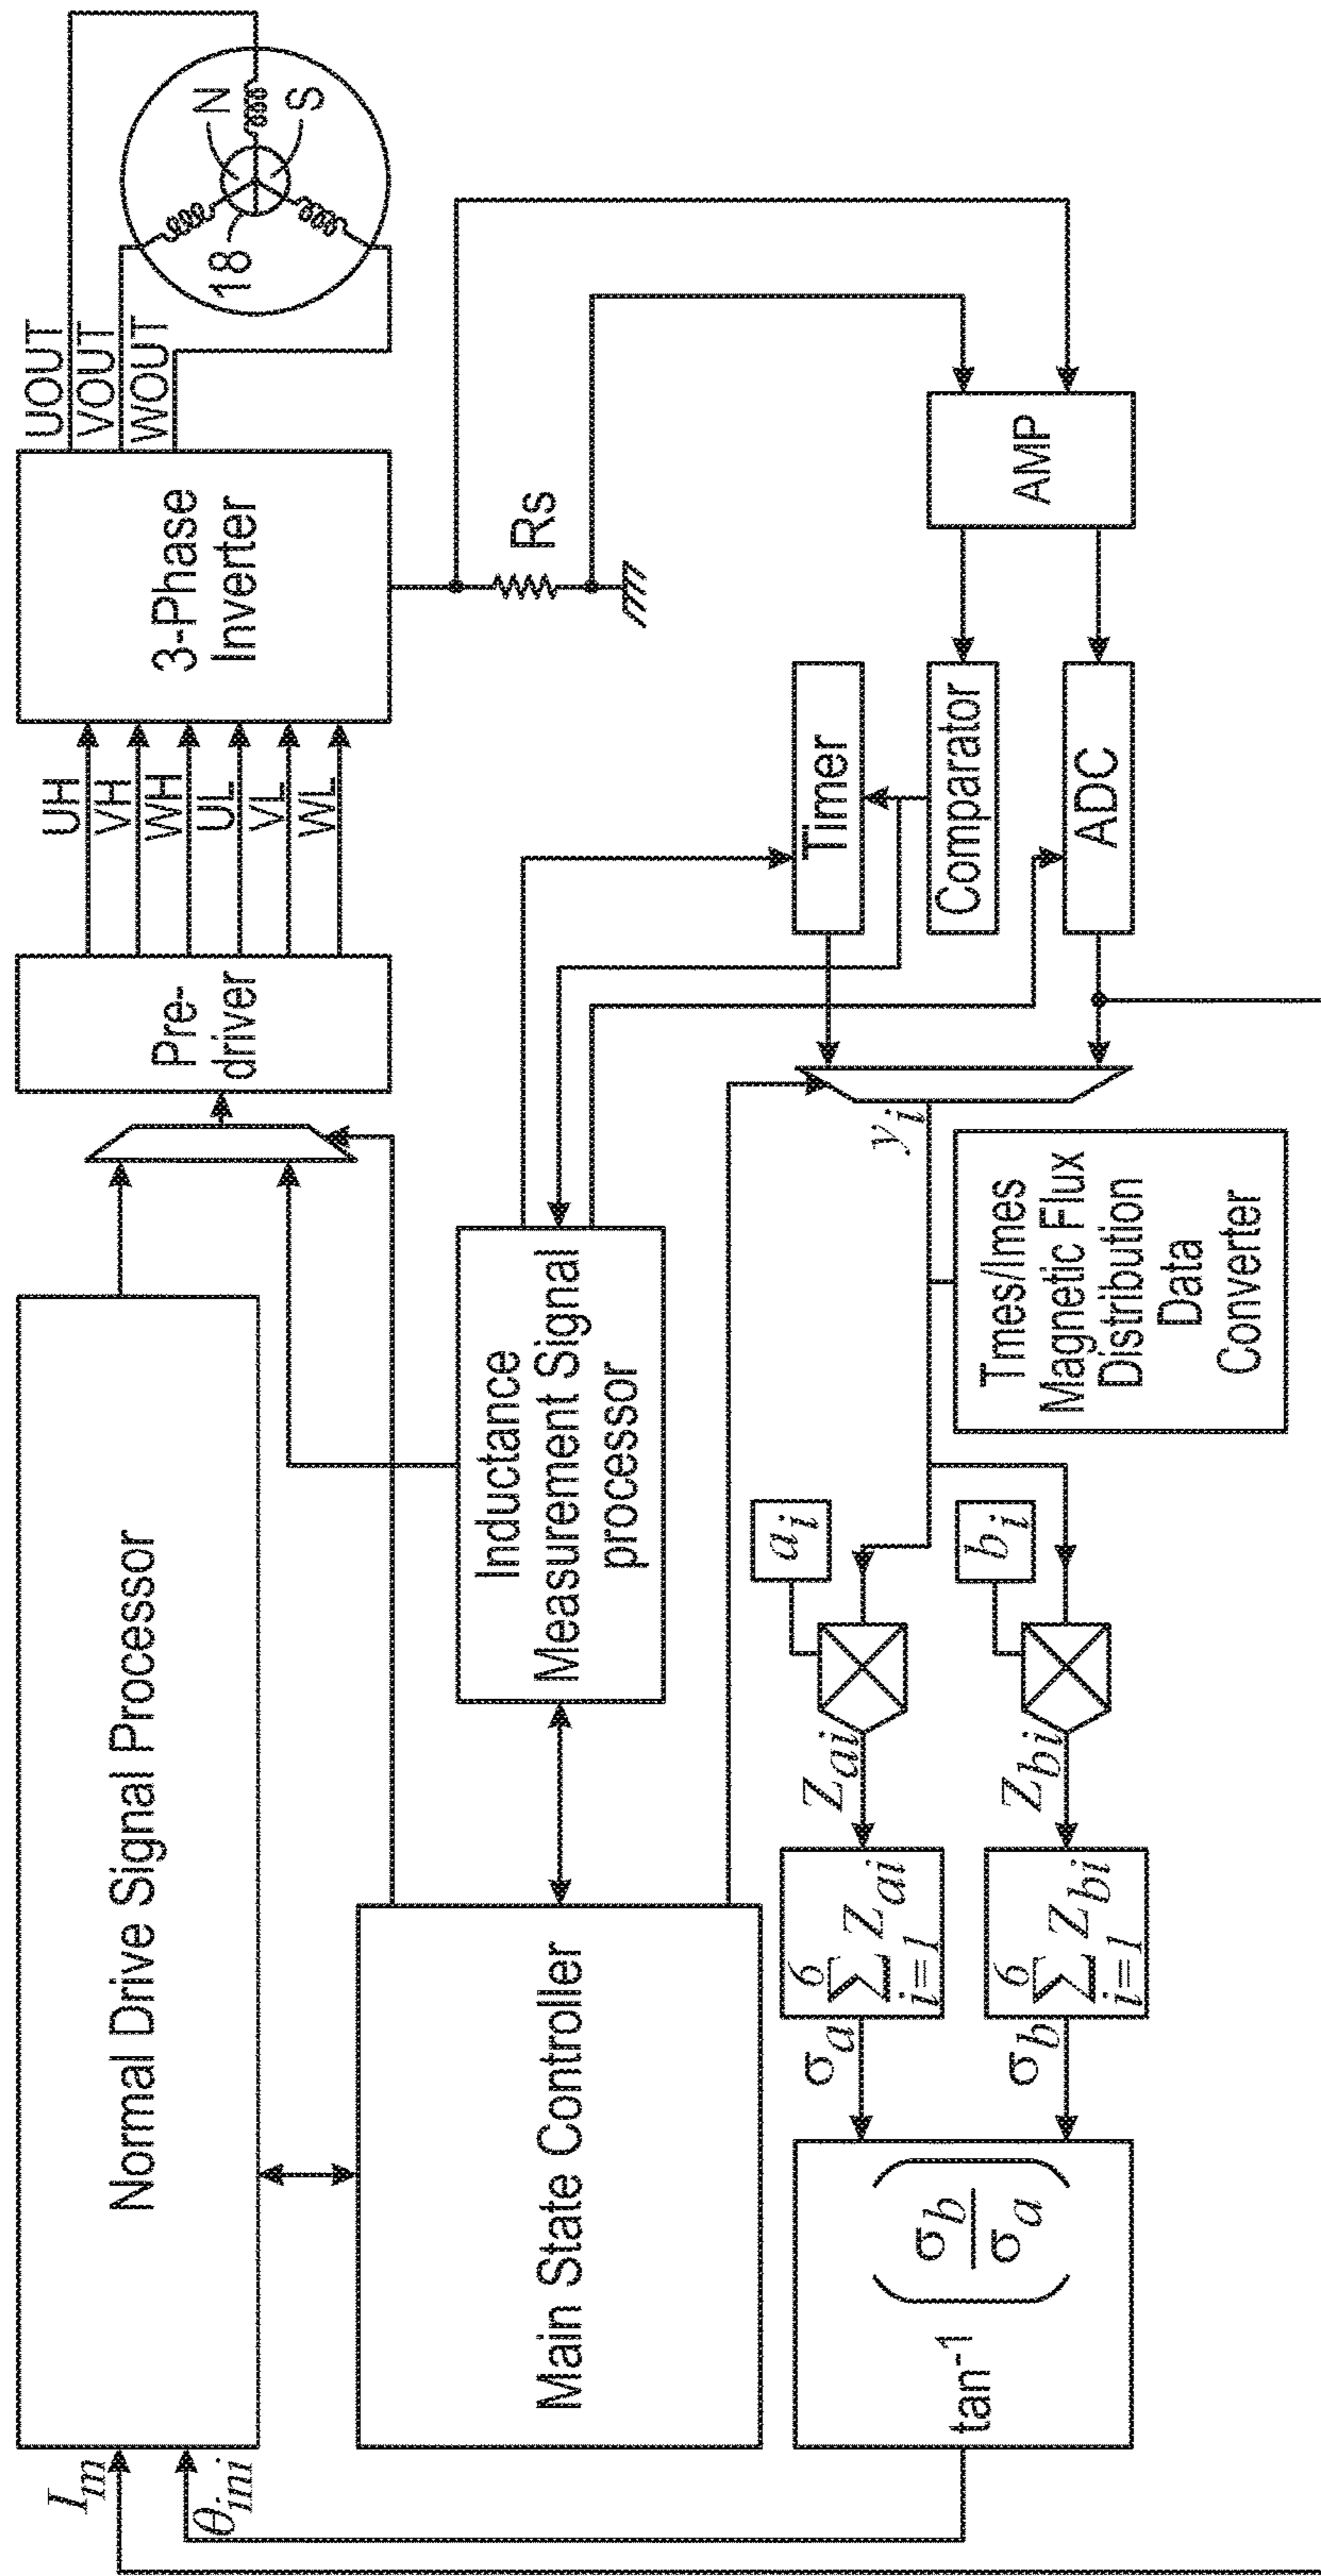 I_m
θ_ini
Normal Drive Signal Processor
Pre-
driver
UH
VH
WH
UL
VL
WL
3-Phase
Inverter
UOUT
VOUT
WOUT
N
S
18
Rs
Main State Controller
Inductance
Measurement Signal
processor
Timer
Comparator
ADC
AMP
tan⁻¹ (σ_b / σ_a)
σ_a
σ_b
6
∑ Z_ai
i=1
6
∑ Z_bi
i=1
Z_ai
Z_bi
a_i
b_i
y_i
Tmes/Imes
Magnetic Flux
Distribution
Data
Converter